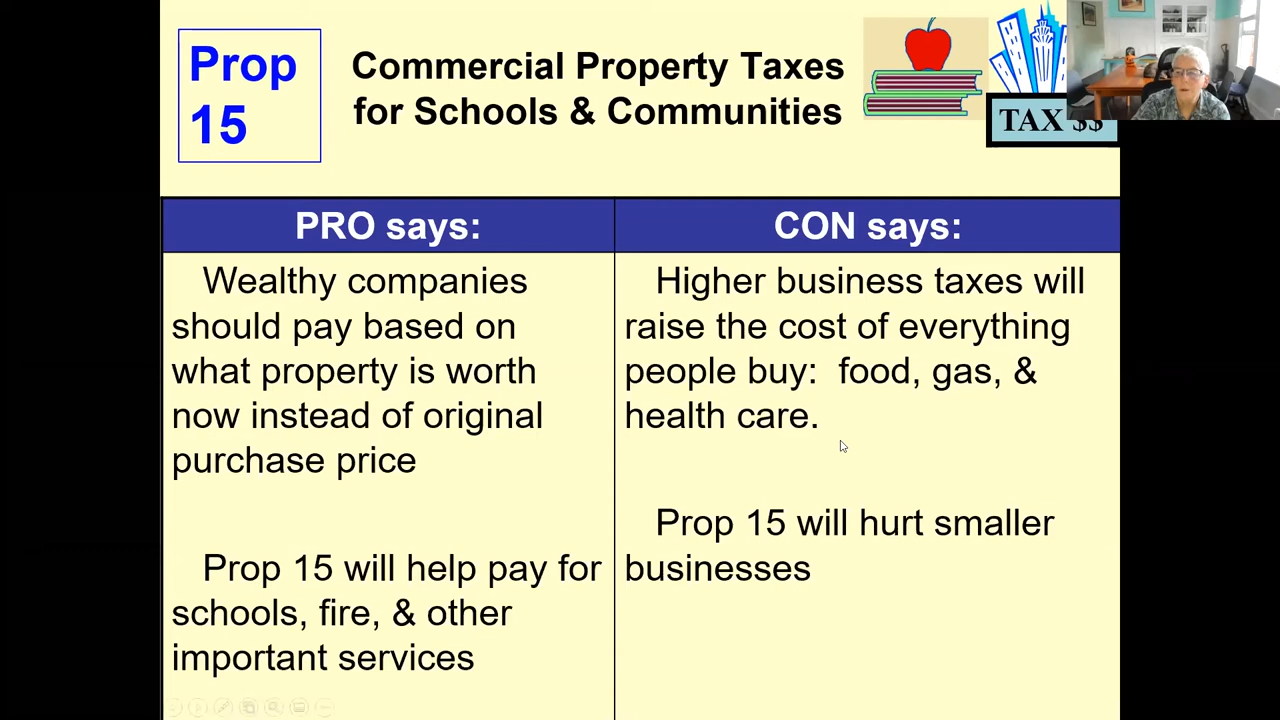 Prop
15
Commercial Property Taxes
for Schools & Communities
TAX $$
PRO says:
CON says:
Wealthy companies
should pay based on
what property is worth
now instead of original
purchase price
Prop 15 will help pay for
schools, fire, & other
important services
Higher business taxes will
raise the cost of everything
people buy: food, gas, &
health care.
Prop 15 will hurt smaller
businesses